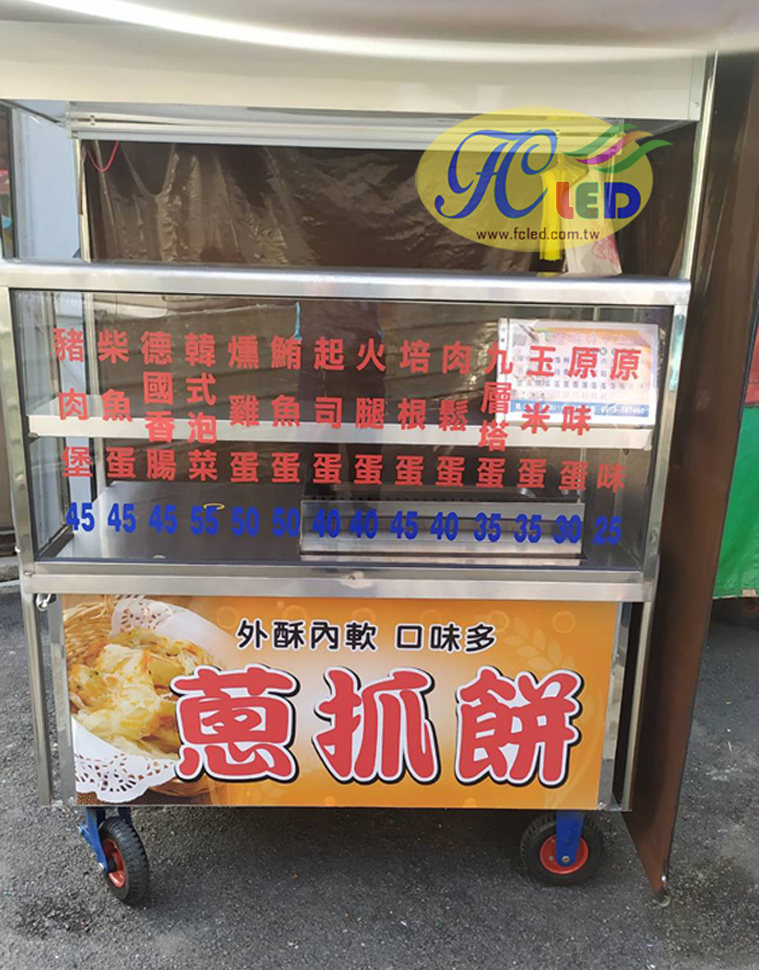 FC LED
www.fcled.com.tw
原味 25
原味蛋 30
玉米蛋 35
九層塔蛋 35
肉鬆蛋 40
培根蛋 45
火腿蛋 40
起司蛋 40
鮪魚蛋 50
燻雞蛋 50
韓式泡菜 55
德國香腸 45
柴魚蛋 45
豬肉堡 45
外酥內軟 口味多
蔥抓餅